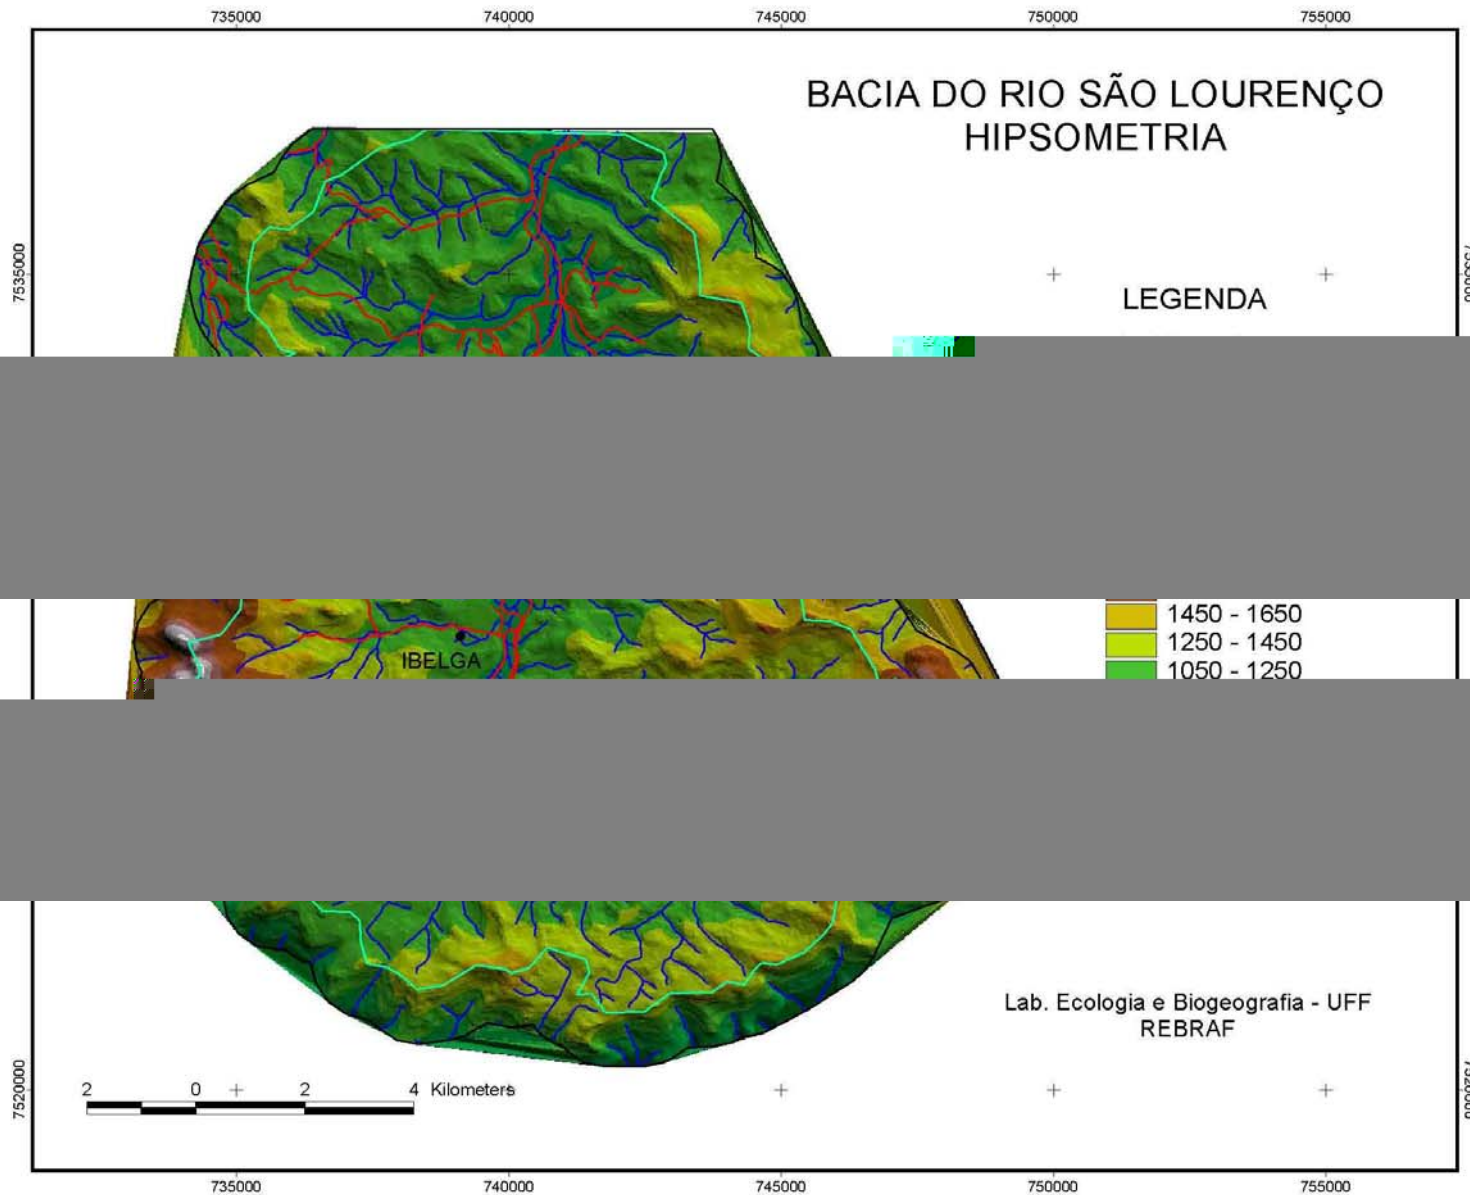 735000 740000 745000 750000 755000
BACIA DO RIO SÃO LOURENÇO
HIPSOMETRIA
7535000
LEGENDA
1450 - 1650
1250 - 1450
IBELGA
1050 - 1250
Lab. Ecologia e Biogeografia - UFF
REBRAF
7520000
2 0 2 4 Kilometers
735000 740000 745000 750000 755000